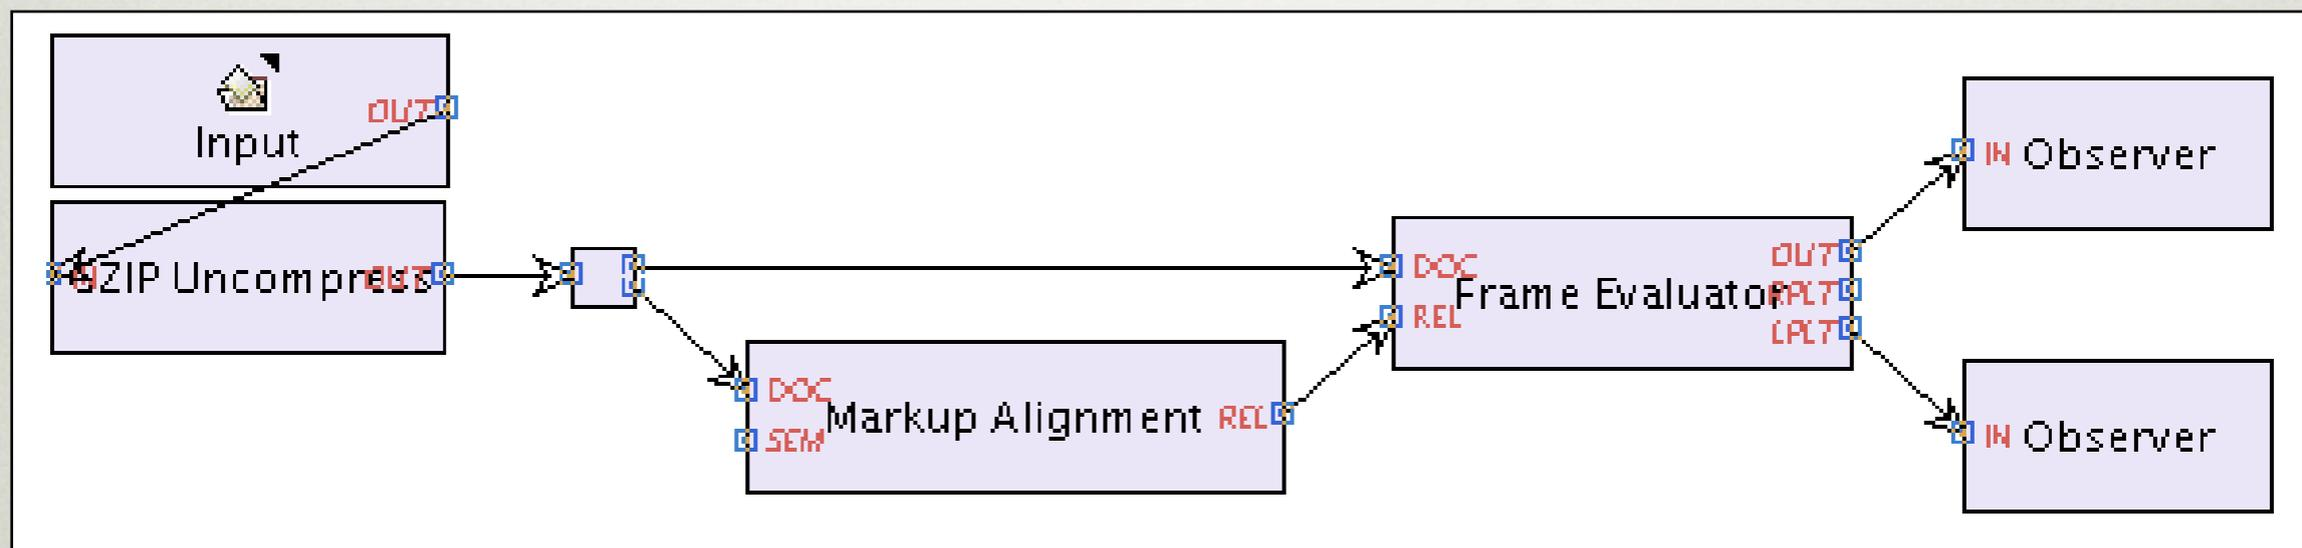 OUT
Input
IN GZIP Uncompress OUT
DOC
REL
Frame Evaluator
OUT
RPLT
LPLT
DOC
SEM
Markup Alignment REL
IN Observer
IN Observer